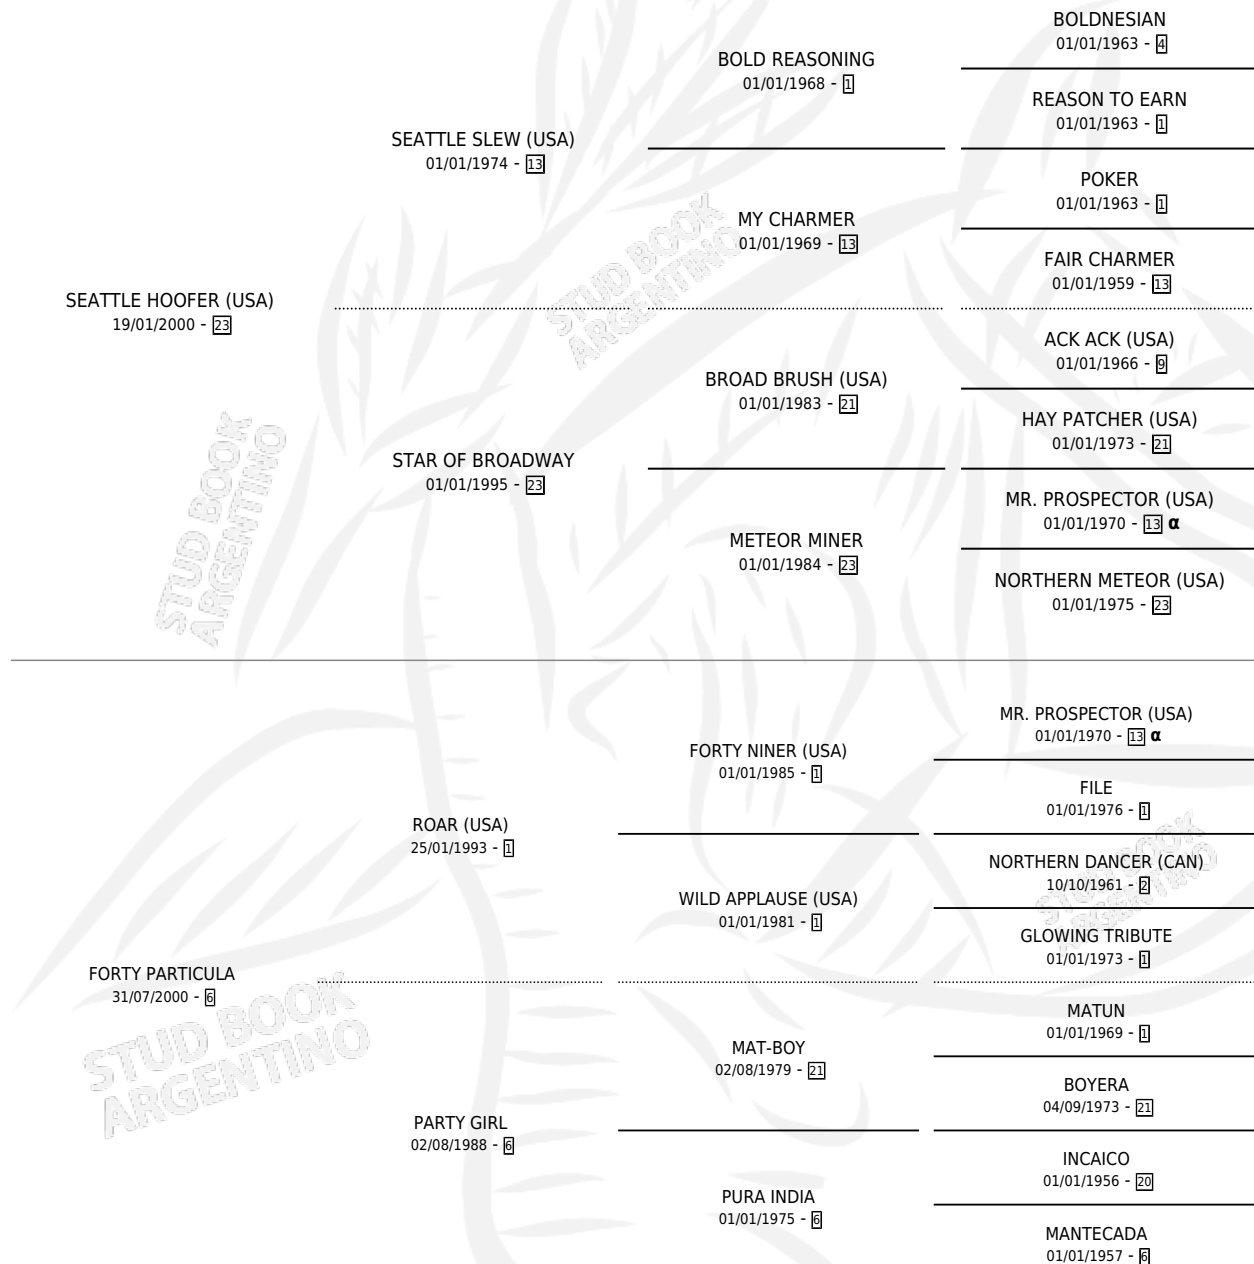 BOLDNESIAN
01/01/1963 - 4
BOLD REASONING
01/01/1968 - 1
REASON TO EARN
01/01/1963 - 1
SEATTLE SLEW (USA)
01/01/1974 - 13
POKER
01/01/1963 - 1
MY CHARMER
01/01/1969 - 13
FAIR CHARMER
01/01/1959 - 13
SEATTLE HOOFER (USA)
19/01/2000 - 23
STUD BOOK
ARGENTINO
ACK ACK (USA)
01/01/1966 - 9
BROAD BRUSH (USA)
01/01/1983 - 21
HAY PATCHER (USA)
01/01/1973 - 21
STAR OF BROADWAY
01/01/1995 - 23
MR. PROSPECTOR (USA)
01/01/1970 - 13 α
METEOR MINER
01/01/1984 - 23
NORTHERN METEOR (USA)
01/01/1975 - 23
STUD BOOK
ARGENTINO
MR. PROSPECTOR (USA)
01/01/1970 - 13 α
FORTY NINER (USA)
01/01/1985 - 1
FILE
01/01/1976 - 1
ROAR (USA)
25/01/1993 - 1
NORTHERN DANCER (CAN)
10/10/1961 - 2
STUD BOOK
ARGENTINO
WILD APPLAUSE (USA)
01/01/1981 - 1
GLOWING TRIBUTE
01/01/1973 - 1
FORTY PARTICULA
31/07/2000 - 6
STUD BOOK
ARGENTINO
MATUN
01/01/1969 - 1
MAT-BOY
02/08/1979 - 21
BOYERA
04/09/1973 - 21
PARTY GIRL
02/08/1988 - 6
INCAICO
01/01/1956 - 20
PURA INDIA
01/01/1975 - 6
MANTECADA
01/01/1957 - 6